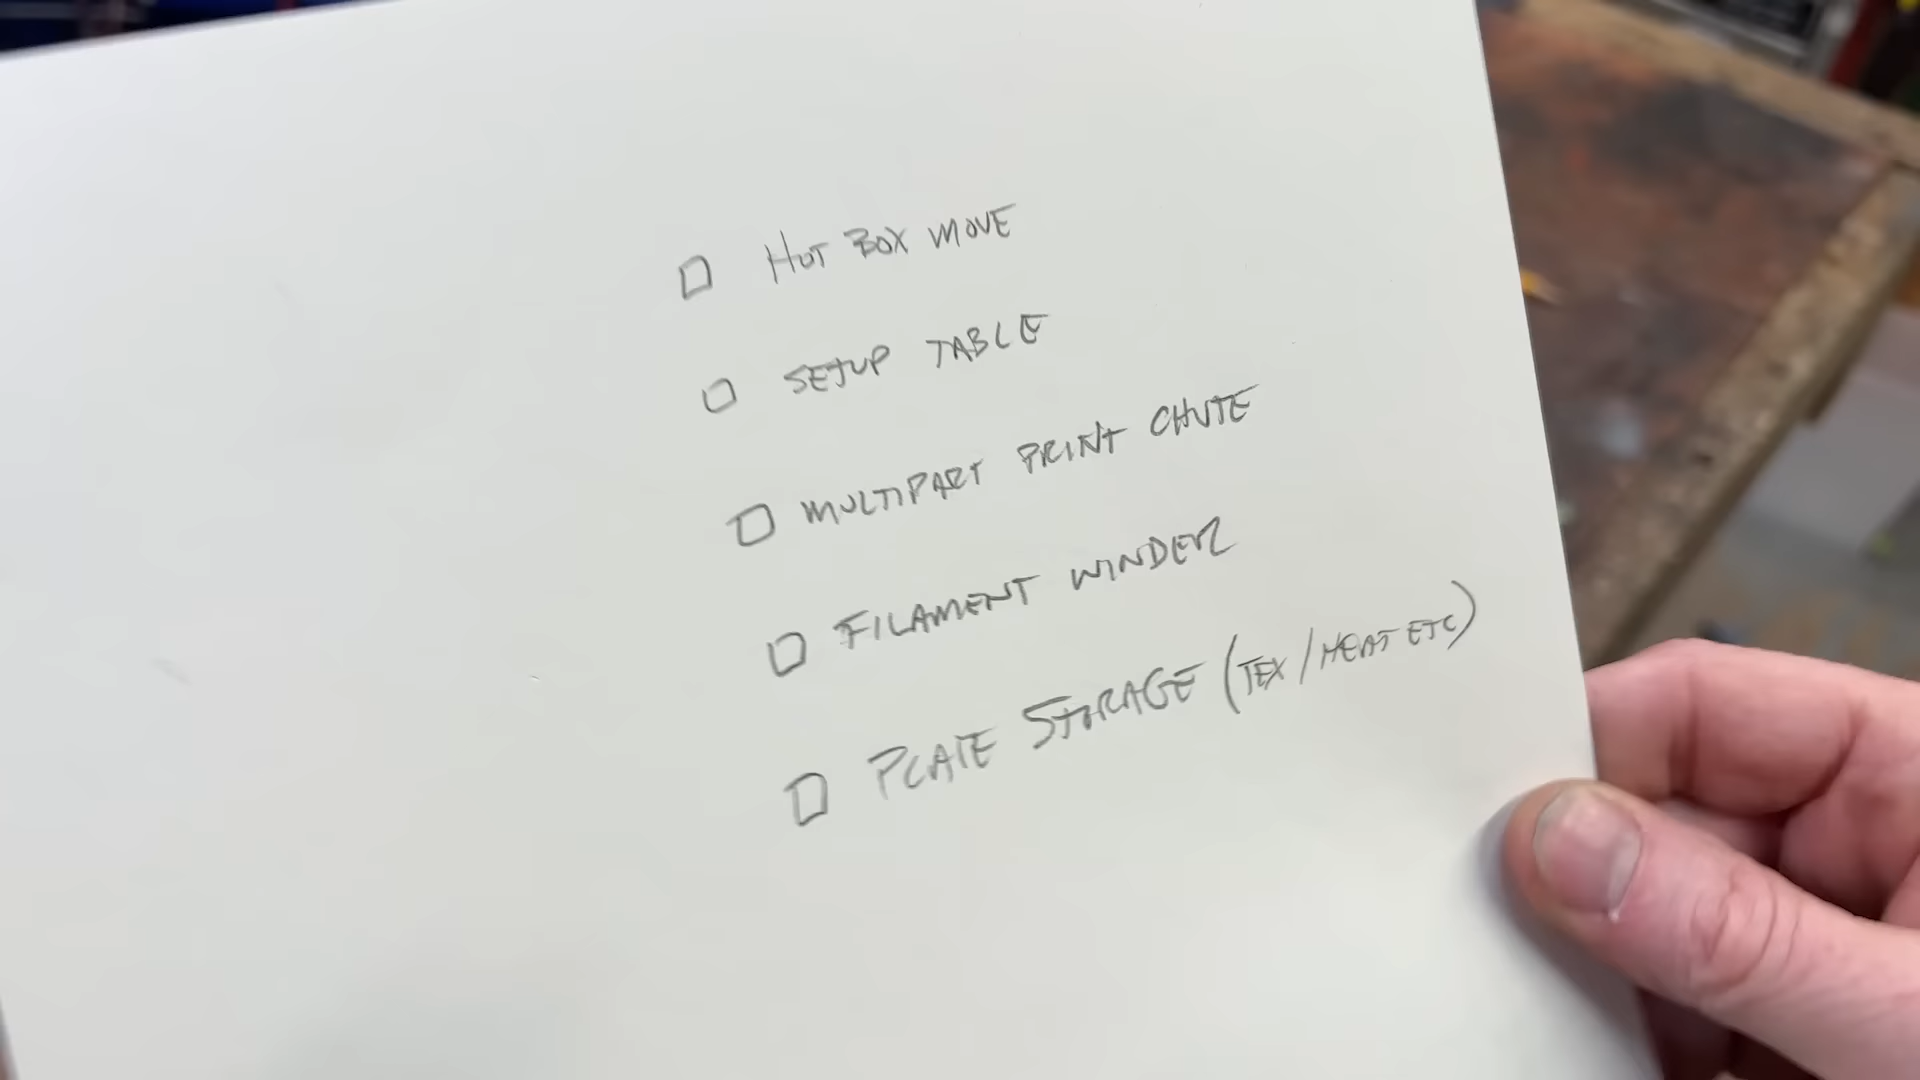 HOT BOX MOVE
SETUP TABLE
MULTIPART PRINT CHUTE
FILAMENT WINDER
PLATE STORAGE (TEX/HEAT ETC)